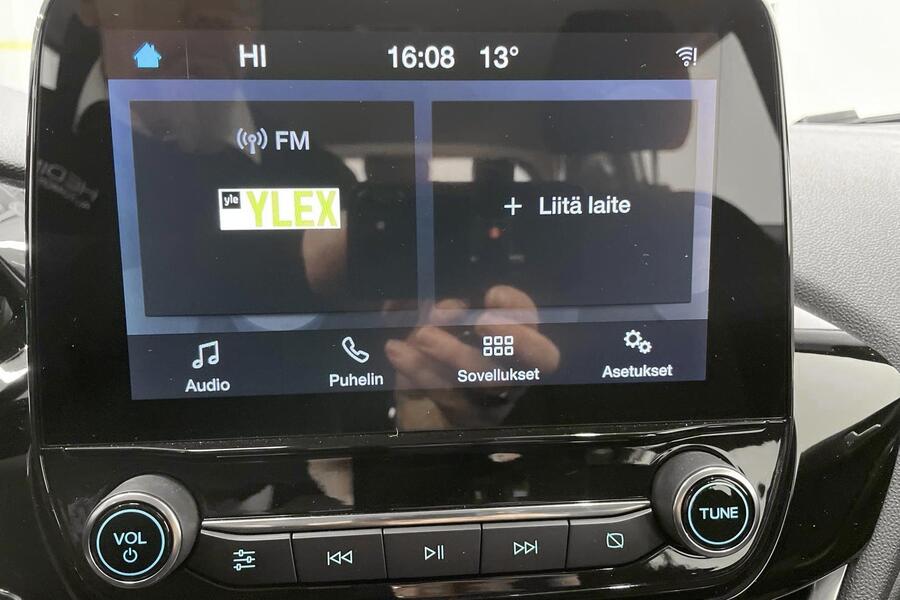 HI 16:08 13°
FM
yle YLEX
+ Liitä laite
Audio Puhelin Sovellukset Asetukset
VOL TUNE